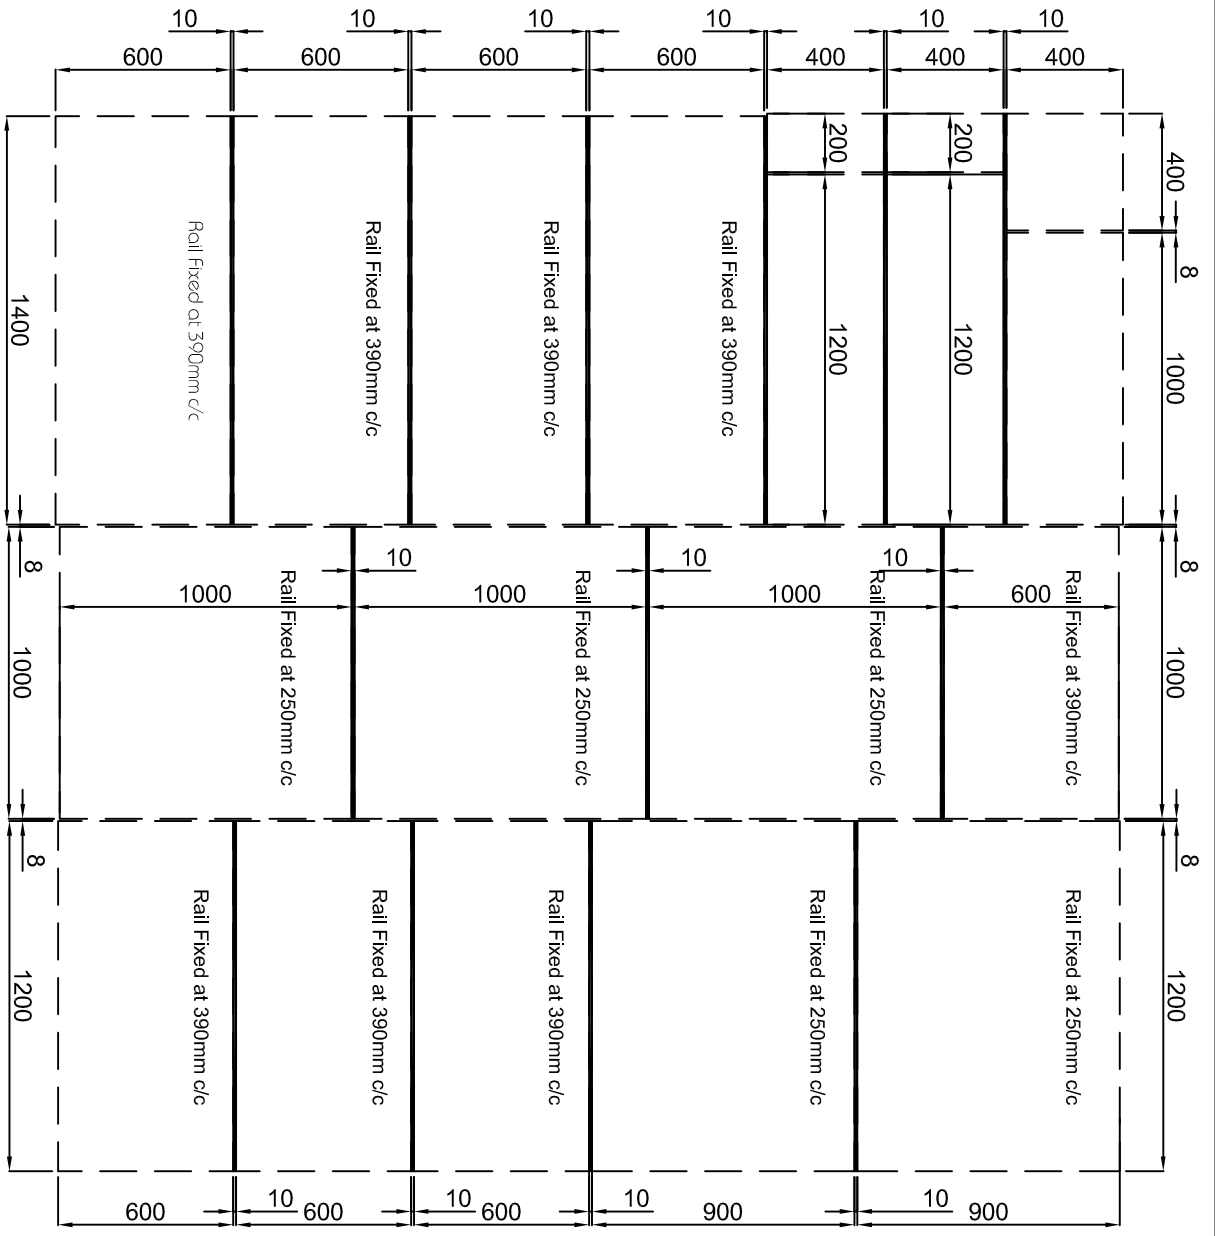 10 10 10 10 10 10
600 600 600 600 400 400 400
200 200
400
8
1000
1200 1200
1400
Rail Fixed at 390mm c/c
Rail Fixed at 390mm c/c
Rail Fixed at 390mm c/c
Rail Fixed at 390mm c/c
8 8
10 10 10
1000 1000 1000 600
Rail Fixed at 250mm c/c
Rail Fixed at 250mm c/c
Rail Fixed at 250mm c/c
Rail Fixed at 390mm c/c
1000 1000
8 8
Rail Fixed at 390mm c/c
Rail Fixed at 390mm c/c
Rail Fixed at 390mm c/c
Rail Fixed at 250mm c/c
Rail Fixed at 250mm c/c
1200 1200
10 10 10 10
600 600 600 900 900